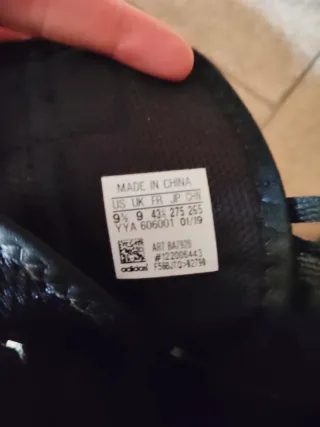 MADE IN CHINA
US UK FR JP CHN
9½ 9 43⅓ 275 265
YYA 606001 01/19
ART BA7928
#122006443
adidas